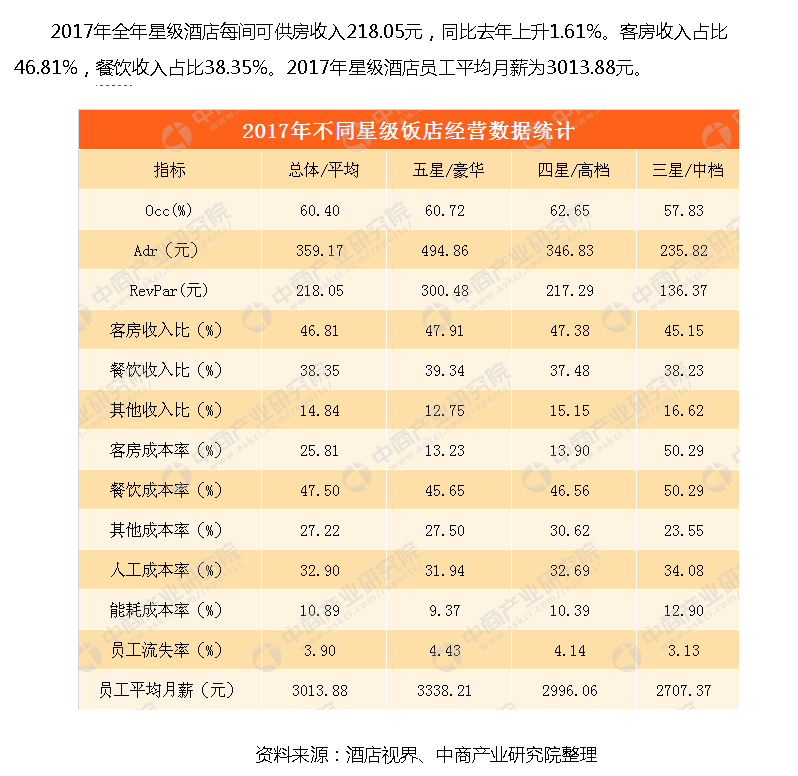 2017年全年星级酒店每间可供房收入218.05元，同比去年上升1.61%。客房收入占比
46.81%，餐饮收入占比38.35%。2017年星级酒店员工平均月薪为3013.88元。
2017年不同星级饭店经营数据统计
指标 总体/平均 五星/豪华 四星/高档 三星/中档
Occ(%) 60.40 60.72 62.65 57.83
Adr（元） 359.17 494.86 346.83 235.82
RevPar(元) 218.05 300.48 217.29 136.37
客房收入比（%） 46.81 47.91 47.38 45.15
餐饮收入比（%） 38.35 39.34 37.48 38.23
其他收入比（%） 14.84 12.75 15.15 16.62
客房成本率（%） 25.81 13.23 13.90 50.29
餐饮成本率（%） 47.50 45.65 46.56 50.29
其他成本率（%） 27.22 27.50 30.62 23.55
人工成本率（%） 32.90 31.94 32.69 34.08
能耗成本率（%） 10.89 9.37 10.39 12.90
员工流失率（%） 3.90 4.43 4.14 3.13
员工平均月薪（元） 3013.88 3338.21 2996.06 2707.37
资料来源：酒店视界、中商产业研究院整理